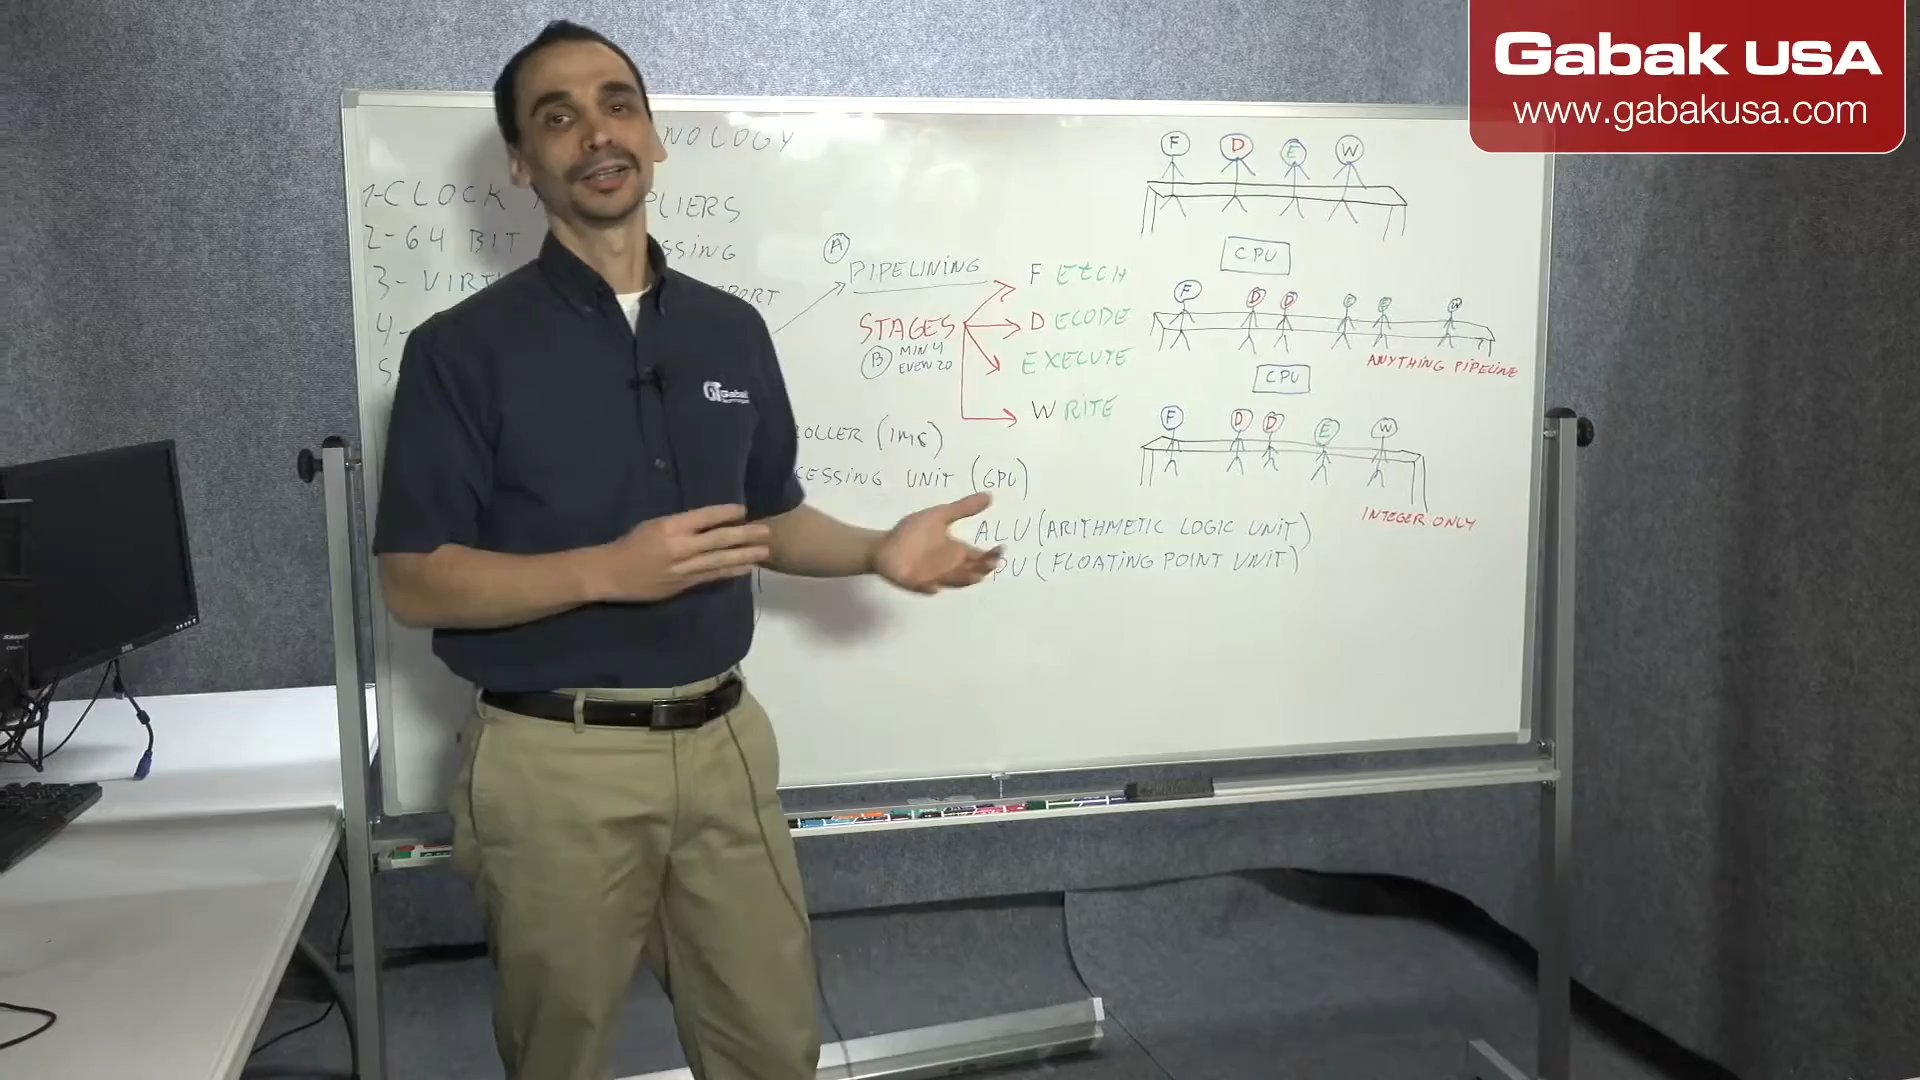 Gabak USA
www.gabakusa.com
NOLOGY
1-CLOCK
PLIERS
2-64 BIT
SSING
3-VIRT
PORT
4-
5-
A
PIPELINING
STAGES
B
MIN 4
EVEN 20
F ETCH
D ECODE
E XECUTE
W RITE
OLLER (IMC)
CESSING UNIT (GPU)
ALU (ARITHMETIC LOGIC UNIT)
PU (FLOATING POINT UNIT)
F D E W
CPU
F D D E E W
ANYTHING PIPELINE
CPU
F D D E W
INTEGER ONLY
Gabak